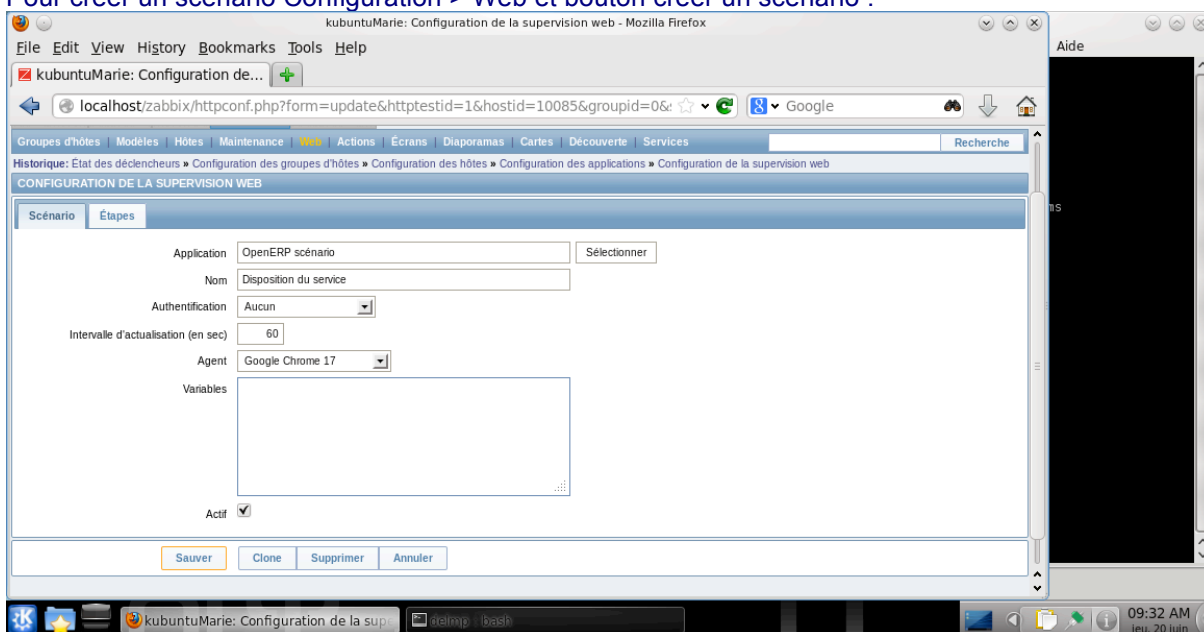 Pour créer un scénario Configuration > Web et bouton créer un scénario :
kubuntuMarie: Configuration de la supervision web - Mozilla Firefox
File Edit View History Bookmarks Tools Help
Aide
kubuntuMarie: Configuration de...
localhost/zabbix/httpconf.php?form=update&httptestid=1&hostid=10085&groupid=0&
Google
Groupes d'hôtes | Modèles | Hôtes | Maintenance | Web | Actions | Écrans | Diaporamas | Cartes | Découverte | Services
Recherche
Historique: État des déclencheurs » Configuration des groupes d'hôtes » Configuration des hôtes » Configuration des applications » Configuration de la supervision web
CONFIGURATION DE LA SUPERVISION WEB
Scénario Étapes
ms
Application OpenERP scénario Sélectionner
Nom Disposition du service
Authentification Aucun
Intervalle d'actualisation (en sec) 60
Agent Google Chrome 17
Variables
Actif
Sauver Clone Supprimer Annuler
kubuntuMarie: Configuration de la sup
bash
09:32 AM
jeu. 20 juin